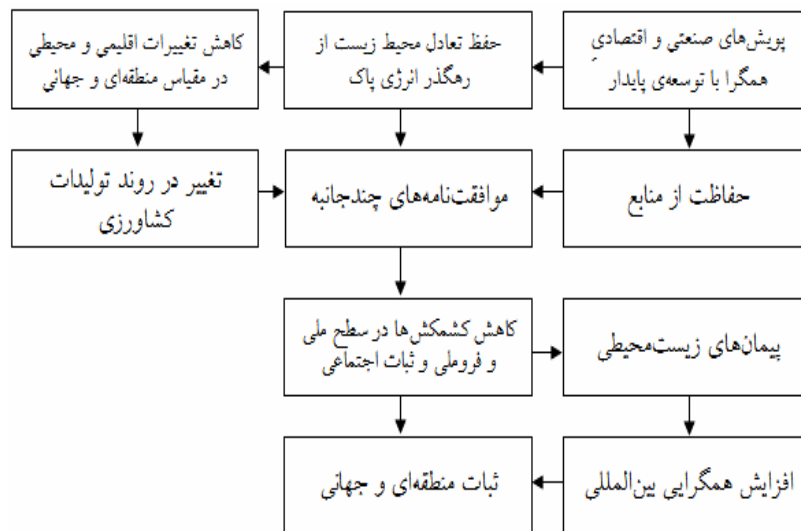 پویش‌های صنعتی و اقتصادی
همگرا با توسعه‌ی پایدار
حفظ تعادل محیط زیست از
رهگذر انرژی پاک
کاهش تغییرات اقلیمی و محیطی
در مقیاس منطقه‌ای و جهانی
حفاظت از منابع
موافقت‌نامه‌های چندجانبه
تغییر در روند تولیدات
کشاورزی
پیمان‌های زیست‌محیطی
کاهش کشمکش‌ها در سطح ملی
و فروملی و ثبات اجتماعی
افزایش همگرایی بین‌المللی
ثبات منطقه‌ای و جهانی